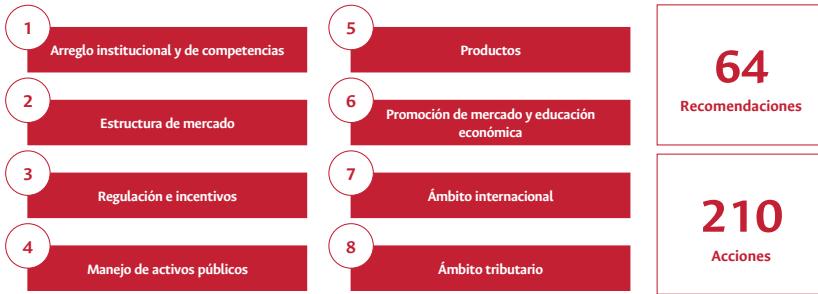 1
Arreglo institucional y de competencias
2
Estructura de mercado
3
Regulación e incentivos
4
Manejo de activos públicos
5
Productos
6
Promoción de mercado y educación
económica
7
Ámbito internacional
8
Ámbito tributario
64
Recomendaciones
210
Acciones